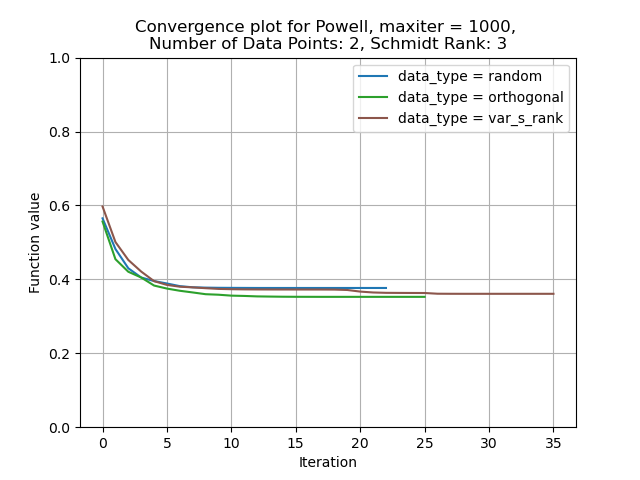 Convergence plot for Powell, maxiter = 1000,
Number of Data Points: 2, Schmidt Rank: 3
data_type = random
data_type = orthogonal
data_type = var_s_rank
Function value
1.0
0.8
0.6
0.4
0.2
0.0
0 5 10 15 20 25 30 35
Iteration